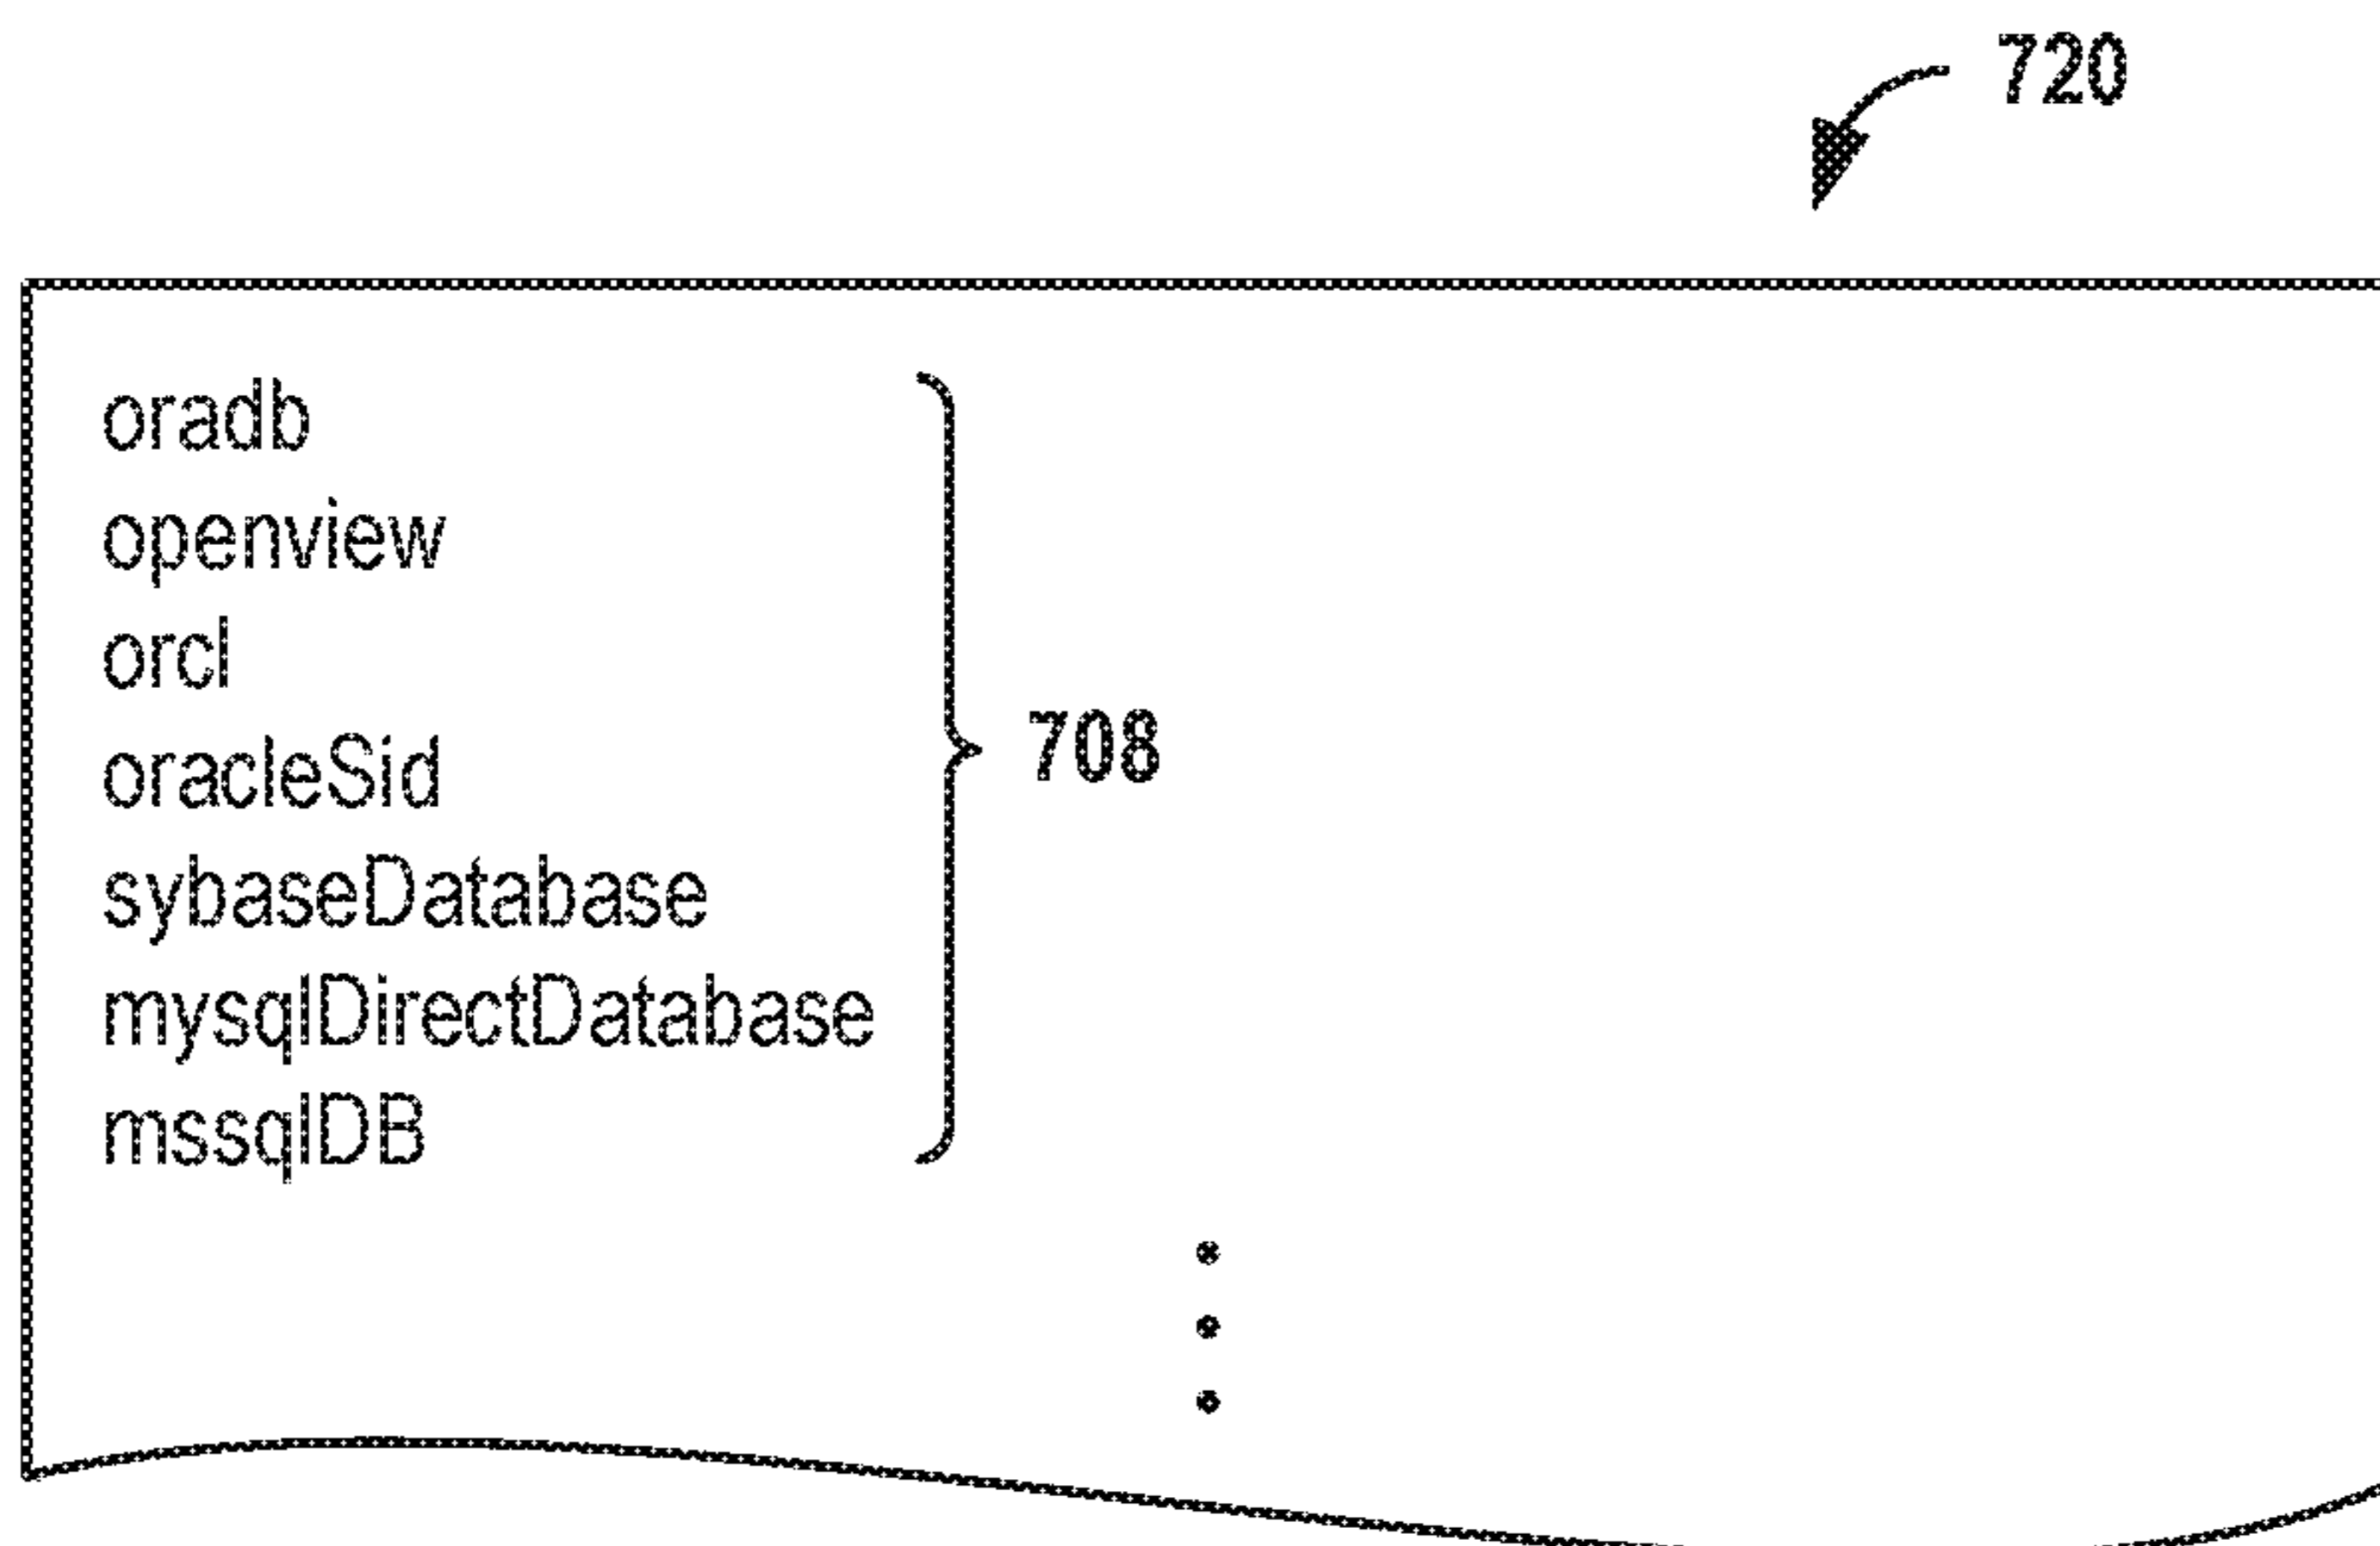 720
oradb
openview
orcl
oracleSid
sybaseDatabase
mysqlDirectDatabase
mssqlDB
708